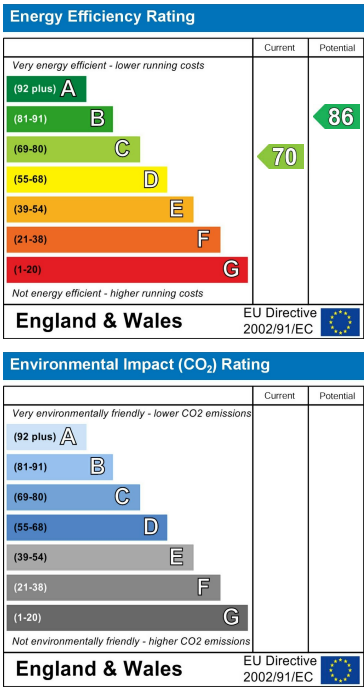 Energy Efficiency Rating
Current Potential
Very energy efficient - lower running costs
(92 plus) A
(81-91) B
(69-80) C
(55-68) D
(39-54) E
(21-38) F
(1-20) G
70
86
Not energy efficient - higher running costs
England & Wales
EU Directive
2002/91/EC
Environmental Impact (CO₂) Rating
Current Potential
Very environmentally friendly - lower CO2 emissions
(92 plus) A
(81-91) B
(69-80) C
(55-68) D
(39-54) E
(21-38) F
(1-20) G
Not environmentally friendly - higher CO2 emissions
England & Wales
EU Directive
2002/91/EC